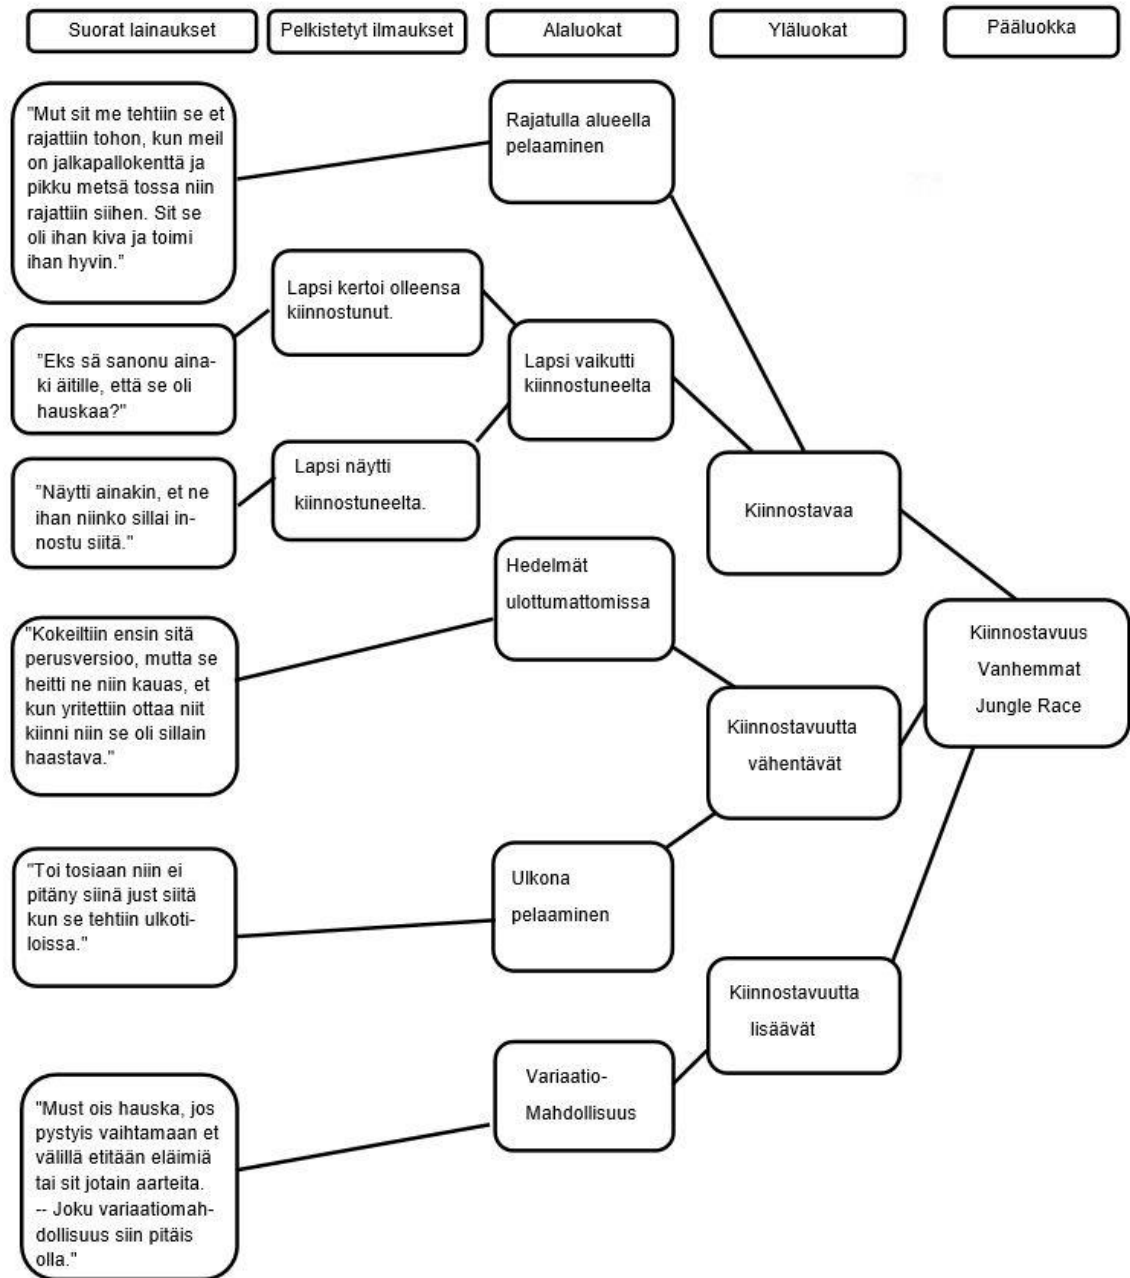 Suorat lainaukset
Pelkistetyt ilmaukset
Alaluokat
Yläluokat
Pääluokka
"Mut sit me tehtiin se et
rajattiin tohon, kun meil
on jalkapallokenttä ja
pikku metsä tossa niin
rajattiin siihen. Sit se
oli ihan kiva ja toimi
ihan hyvin.”
Rajatulla alueella
pelaaminen
Lapsi kertoi olleensa
kiinnostunut.
”Eks sä sanonu aina-
ki äitille, että se oli
hauskaa?"
Lapsi vaikutti
kiinnostuneelta
Lapsi näytti
kiinnostuneelta.
"Näytti ainakin, et ne
ihan niinko sillai in-
nostu siitä."
Kiinnostavaa
Hedelmät
ulottumattomissa
"Kokeiltiin ensin sitä
perusversioo, mutta se
heitti ne niin kauas, et
kun yritettiin ottaa niit
kiinni niin se oli sillain
haastava."
Kiinnostavuus
Vanhemmat
Jungle Race
Kiinnostavuutta
vähentävät
"Toi tosiaan niin ei
pitäny siinä just siitä
kun se tehtiin ulkoti-
loissa."
Ulkona
pelaaminen
Kiinnostavuutta
lisäävät
Variaatio-
Mahdollisuus
"Must ois hauska, jos
pystyis vaihtamaan et
välillä etitään eläimiä
tai sit jotain aarteita.
-- Joku variaatiomah-
dollisuus siin pitäis
olla."